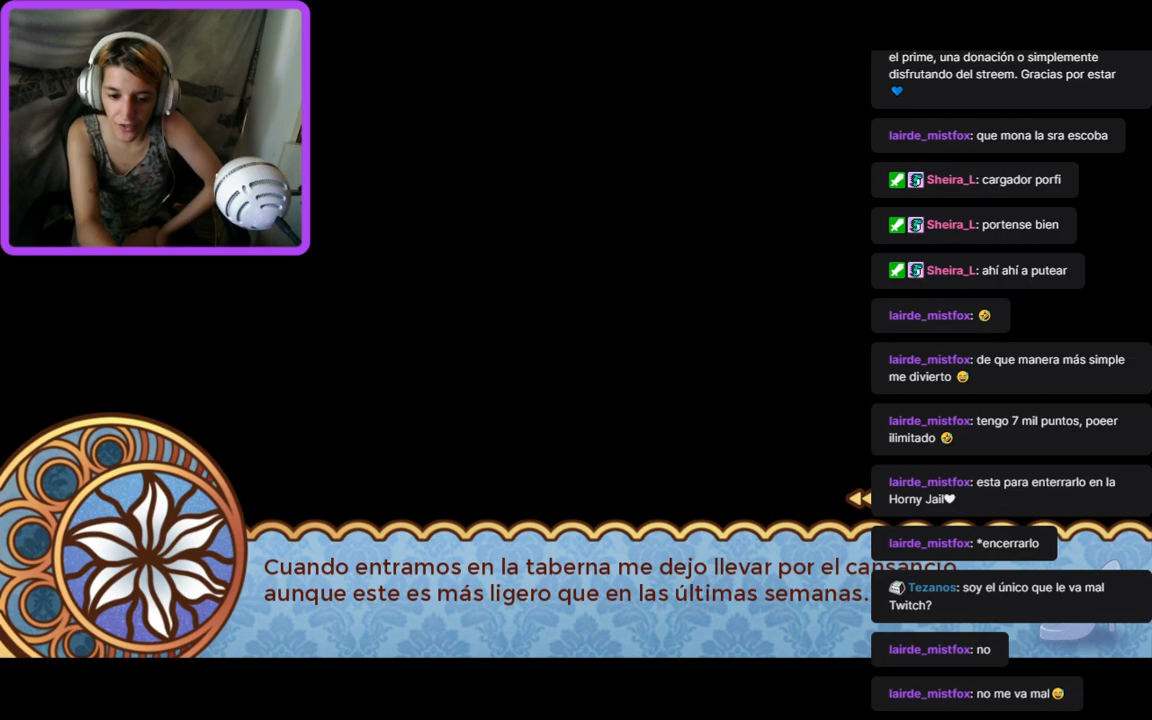 el prime, una donación o simplemente
disfrutando del streem. Gracias por estar
💙
lairde_mistfox: que mona la sra escoba
Sheira_L: cargador porfi
Sheira_L: portense bien
Sheira_L: ahí ahí a putear
lairde_mistfox: 🤣
lairde_mistfox: de que manera más simple
me divierto 😅
lairde_mistfox: tengo 7 mil puntos, poeer
ilimitado 🤣
lairde_mistfox: esta para enterrarlo en la
Horny Jail🤍
lairde_mistfox: *encerrarlo
Tezanos: soy el único que le va mal
Twitch?
lairde_mistfox: no
lairde_mistfox: no me va mal😅
Cuando entramos en la taberna me dejo llevar por el cansancio
aunque este es más ligero que en las últimas semanas.